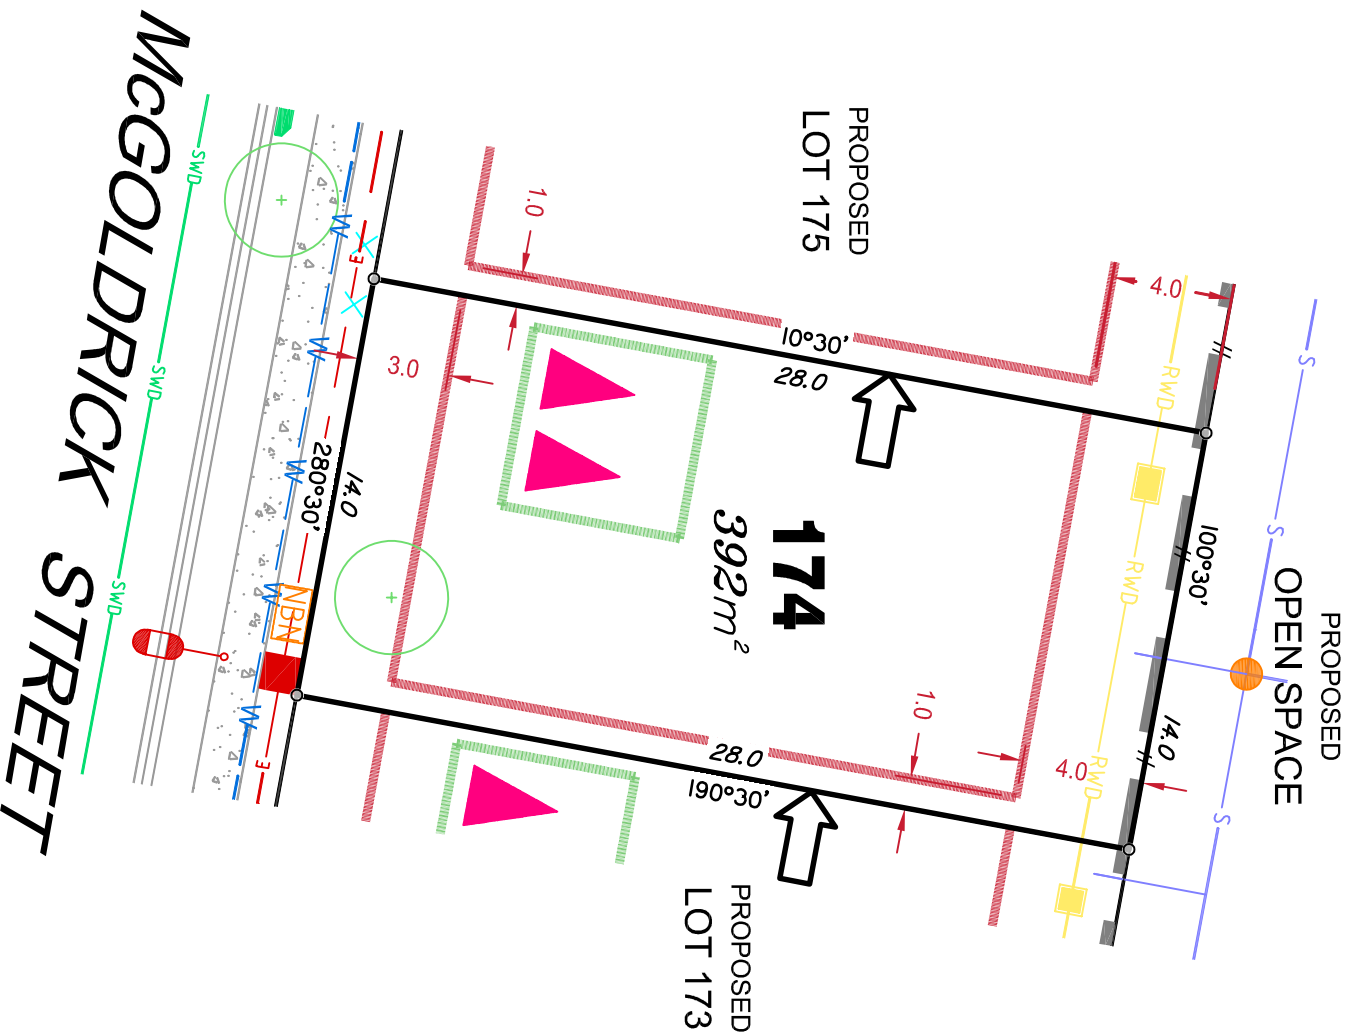 McGOLDRICK STREET
SWD
SWD
SWD
W
W
W
W
W
E
E
NBN
PROPOSED
LOT 175
1.0
4.0
10°30'
28.0
3.0
280°30'
14.0
174
392m²
RWD
RWD
RWD
100°30'
14.0
4.0
1.0
28.0
190°30'
S
S
S
PROPOSED
OPEN SPACE
PROPOSED
LOT 173